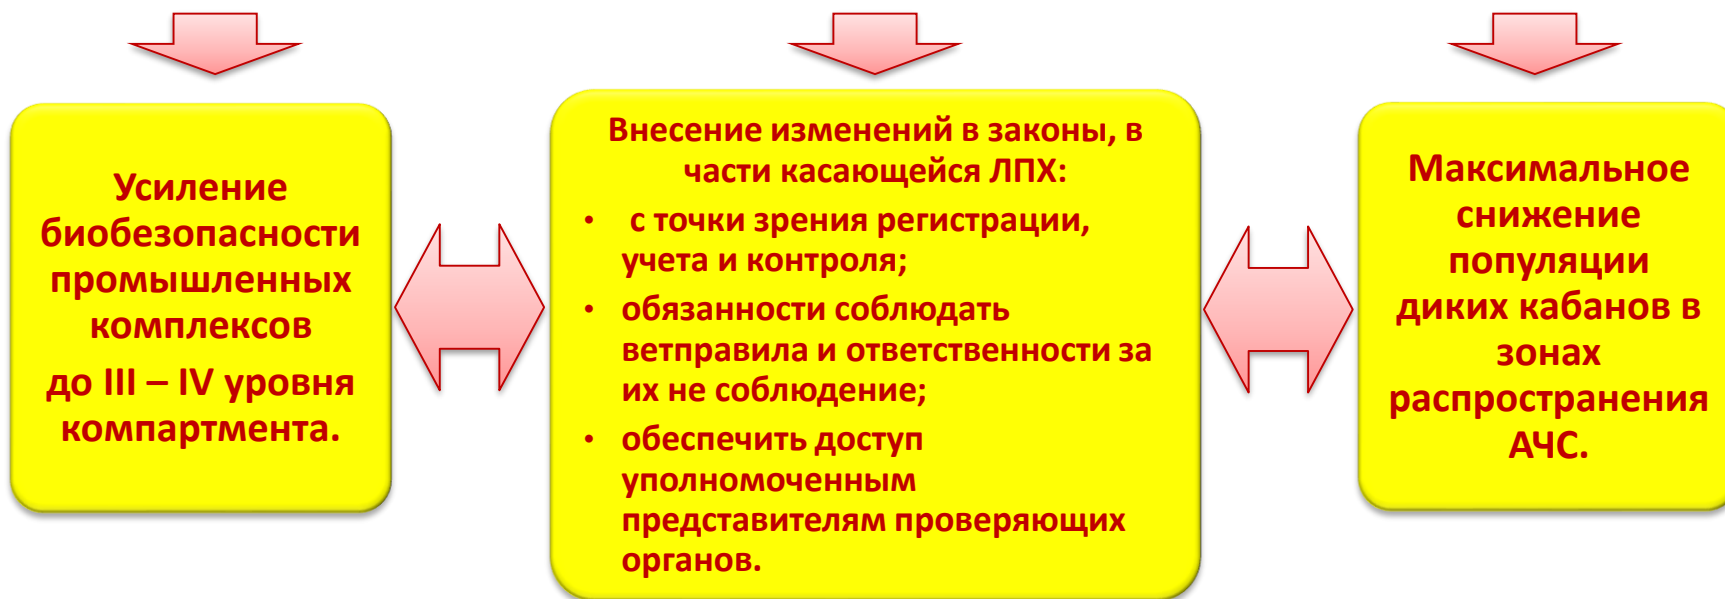 Усиление
биобезопасности
промышленных
комплексов
до III – IV уровня
компартмента.
Внесение изменений в законы, в
части касающейся ЛПХ:
• с точки зрения регистрации,
учета и контроля;
• обязанности соблюдать
ветправила и ответственности за
их не соблюдение;
• обеспечить доступ
уполномоченным
представителям проверяющих
органов.
Максимальное
снижение
популяции
диких кабанов в
зонах
распространения
АЧС.